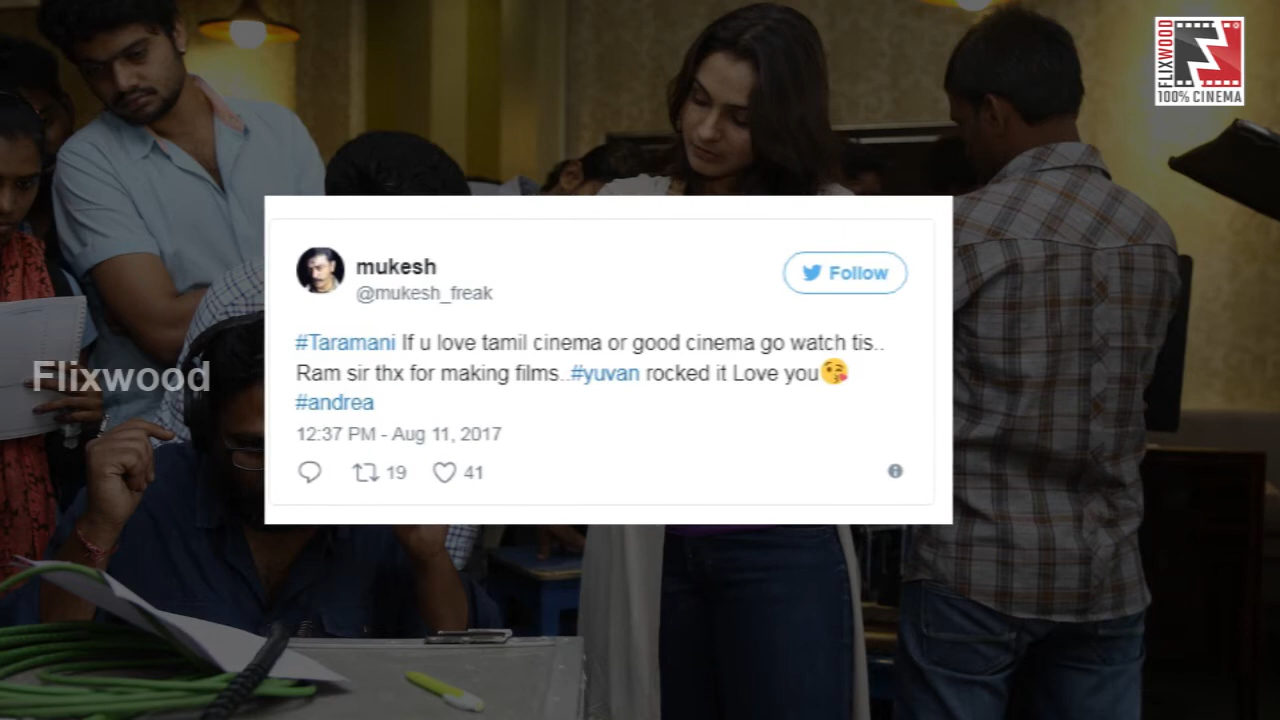 FLIXWOOD
100% CINEMA
mukesh
@mukesh_freak
Follow
#Taramani If u love tamil cinema or good cinema go watch tis..
Ram sir thx for making films..#yuvan rocked it Love you😘
#andrea
12:37 PM - Aug 11, 2017
19
41
Flixwood